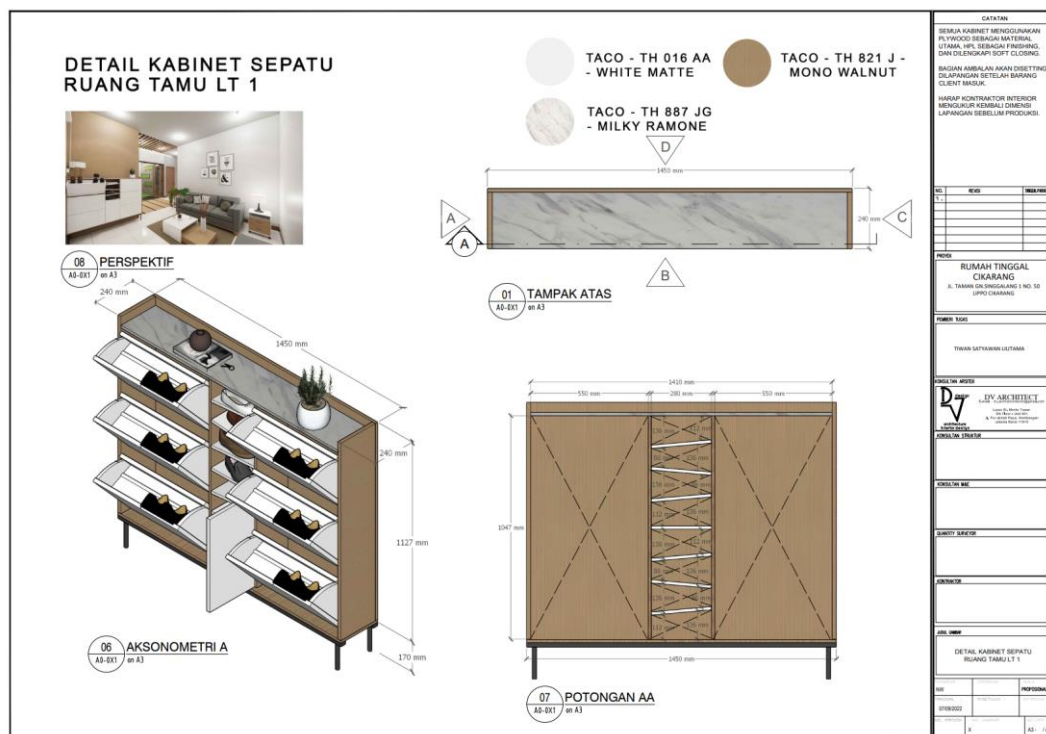 DETAIL KABINET SEPATU
RUANG TAMU LT 1
TACO - TH 016 AA
- WHITE MATTE
TACO - TH 821 J -
MONO WALNUT
TACO - TH 887 JG
- MILKY RAMONE
D
1450 mm
A
A
240 mm
C
B
01
A0-0X1
TAMPAK ATAS
on A3
08
A0-0X1
PERSPEKTIF
on A3
240 mm
1450 mm
240 mm
1127 mm
170 mm
06
A0-0X1
AKSONOMETRI A
on A3
1410 mm
550 mm
280 mm
550 mm
1047 mm
1450 mm
07
A0-0X1
POTONGAN AA
on A3
CATATAN
SEMUA KABINET MENGGUNAKAN
PLYWOOD SEBAGAI MATERIAL
UTAMA, HPL SEBAGAI FINISHING,
DAN DILENGKAPI SOFT CLOSING.
BAGIAN AMBALAN AKAN DISETTING
DILAPANGAN SETELAH BARANG
CLIENT MASUK.
HARAP KONTRAKTOR INTERIOR
MENGUKUR KEMBALI DIMENSI
LAPANGAN SEBELUM PRODUKSI.
NO.
REVISI
PROYEK
RUMAH TINGGAL
CIKARANG
JL. TAMAN GN.SINGGALANG 1 NO. 50
LIPPO CIKARANG
PEMBERI TUGAS
KONSULTAN ARSITEK
DV ARCHITECT
architecture
interior design
KONSULTAN STRUKTUR
KONSULTAN M&E
QUANTITY SURVEYOR
KONTRAKTOR
JUDUL GAMBAR
DETAIL KABINET SEPATU
RUANG TAMU LT 1
07/09/2022